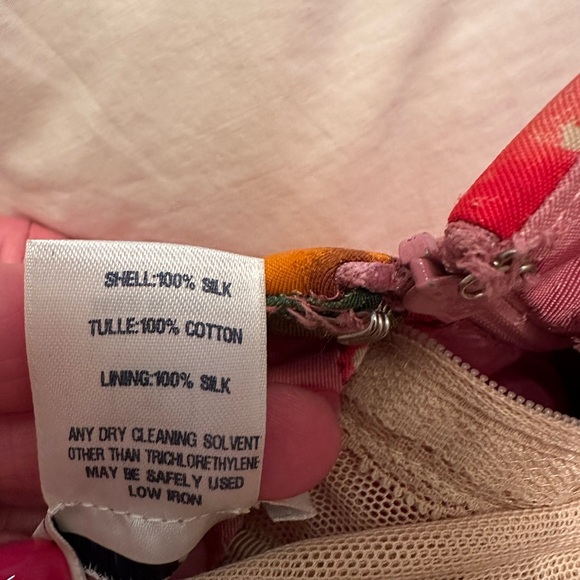 SHELL:100% SILK
TULLE:100% COTTON
LINING:100% SILK
ANY DRY CLEANING SOLVENT
OTHER THAN TRICHLORETHYLENE
MAY BE SAFELY USED
LOW IRON